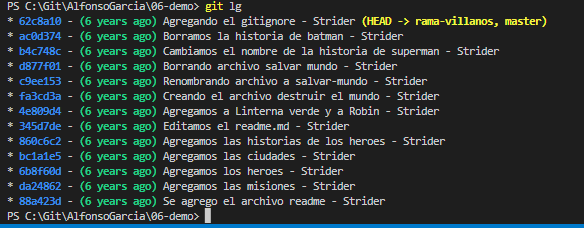 PS C:\Git\AlfonsoGarcia\06-demo> git lg
* 62c8a10 - (6 years ago) Agregando el gitignore - Strider (HEAD -> rama-villanos, master)
* ac0d374 - (6 years ago) Borramos la historia de batman - Strider
* b4c748c - (6 years ago) Cambiamos el nombre de la historia de superman - Strider
* d877f01 - (6 years ago) Borrando archivo salvar mundo - Strider
* c9ee153 - (6 years ago) Renombrando archivo a salvar-mundo - Strider
* fa3cd3a - (6 years ago) Creando el archivo destruir el mundo - Strider
* 4e809d4 - (6 years ago) Agregamos a Linterna verde y a Robin - Strider
* 345d7de - (6 years ago) Editamos el readme.md - Strider
* 860c6c2 - (6 years ago) Agregamos las historias de los heroes - Strider
* bc1a1e5 - (6 years ago) Agregamos las ciudades - Strider
* 6b8f60d - (6 years ago) Agregamos los heroes - Strider
* da24862 - (6 years ago) Agregamos las misiones - Strider
* 88a423d - (6 years ago) Se agrego el archivo readme - Strider
PS C:\Git\AlfonsoGarcia\06-demo>